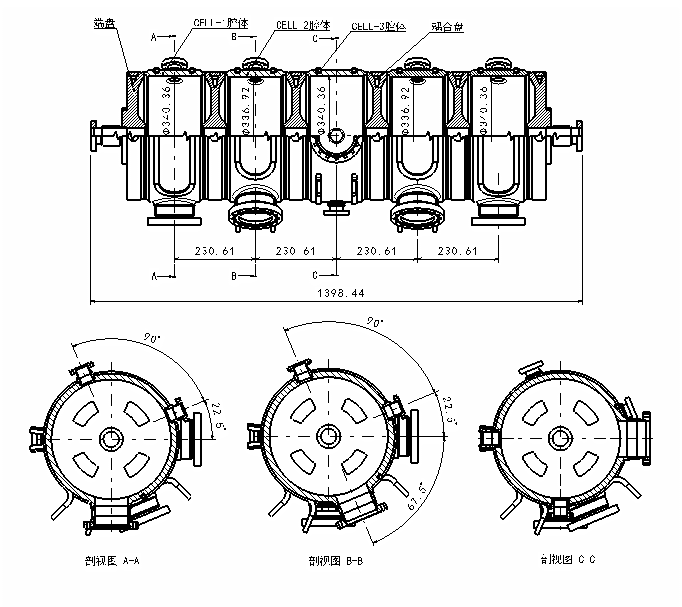 端盘 CELL-1腔体 CELL 2腔体 CELL-3腔体 耦合盘
A B C
Φ340.36 Φ336.92 Φ340.36 Φ336.92 Φ340.36
230.61 230.61 230.61 230.61
A B C
1398.44
90° 90°
22.5° 22.5°
67.5°
剖视图 A-A 剖视图 B-B 剖视图 C C